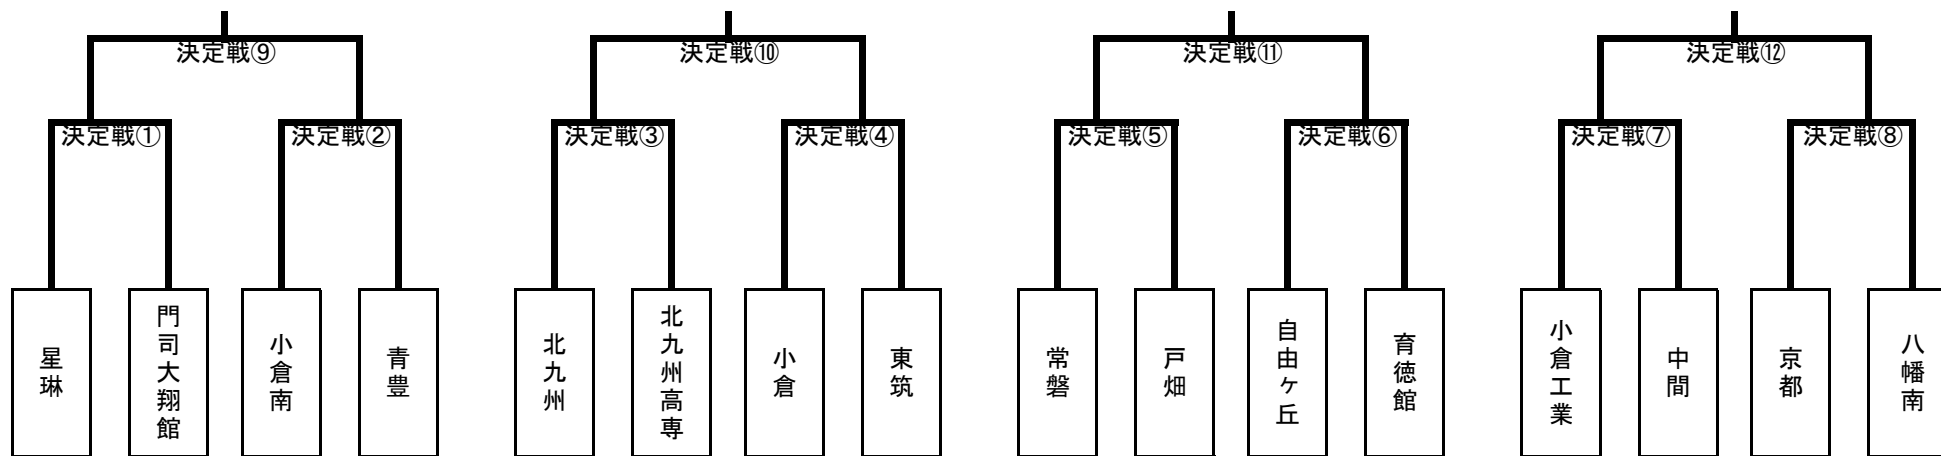 決定戦⑨
決定戦⑩
決定戦⑪
決定戦⑫
決定戦①
決定戦②
決定戦③
決定戦④
決定戦⑤
決定戦⑥
決定戦⑦
決定戦⑧
星琳
門司大翔館
小倉南
青豊
北九州
北九州高専
小倉
東筑
常磐
戸畑
自由ケ丘
育徳館
小倉工業
中間
京都
八幡南